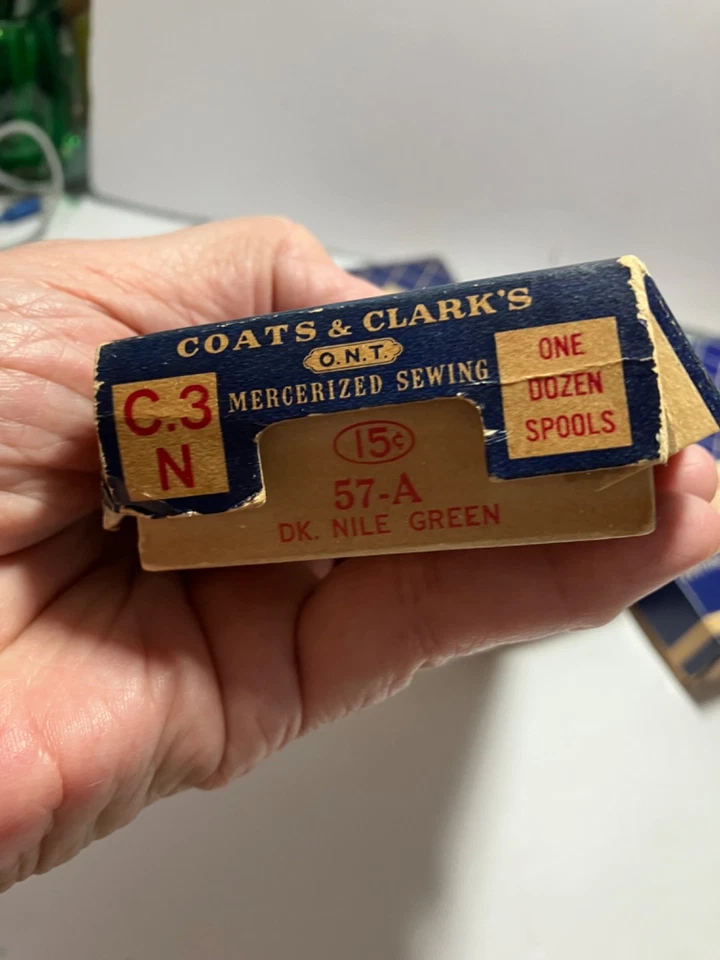 COATS & CLARK'S
O.N.T.
MERCERIZED SEWING
C.3
N
ONE
DOZEN
SPOOLS
15¢
57-A
DK. NILE GREEN